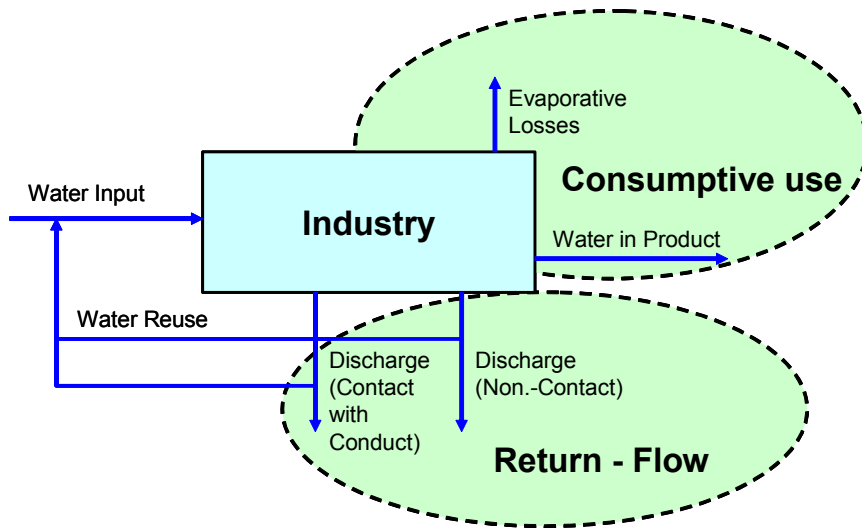 Evaporative
Losses
Consumptive use
Water Input
Industry
Water in Product
Water Reuse
Discharge
(Contact
with
Conduct)
Discharge
(Non.-Contact)
Return - Flow